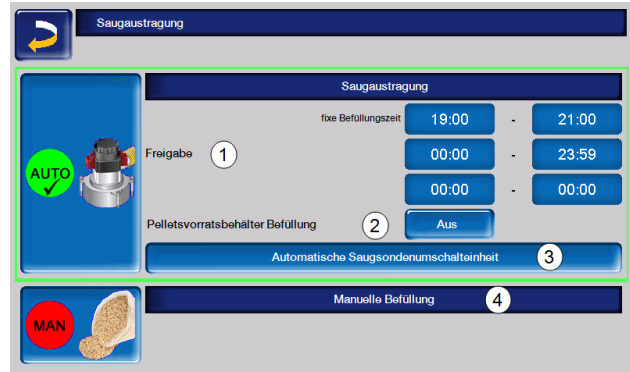 Saugaustragung
Saugaustragung
fixe Befüllungszeit 19:00 - 21:00
Freigabe 1 00:00 - 23:59
AUTO
00:00 - 00:00
Pelletsvorratsbehälter Befüllung 2 Aus
Automatische Saugsondenumschalteinheit 3
Manuelle Befüllung 4
MAN